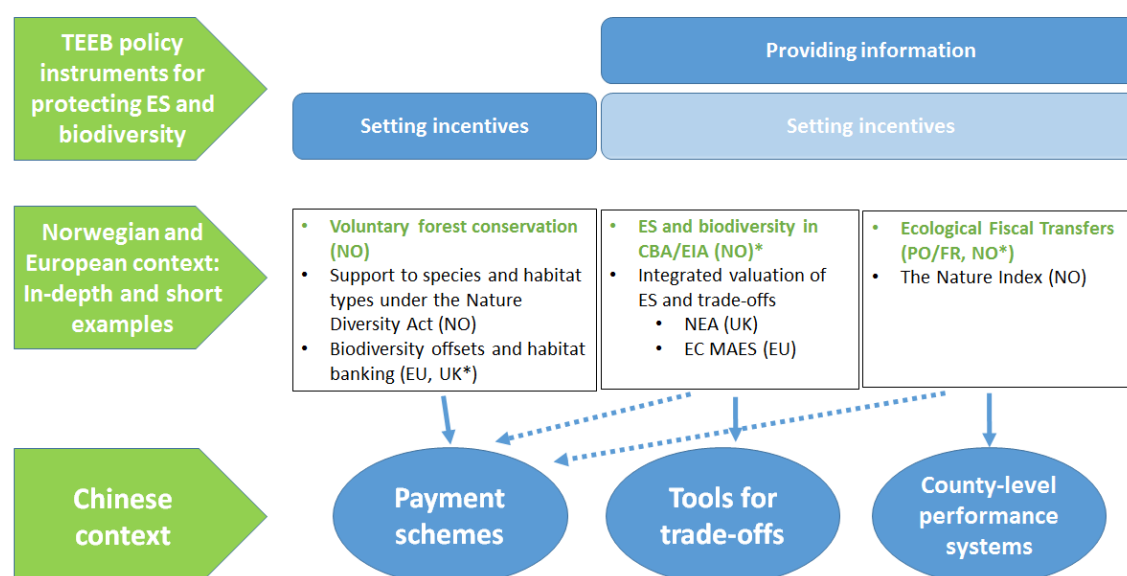 TEEB policy
instruments for
protecting ES and
biodiversity
Providing information
Setting incentives
Setting incentives
Norwegian and
European context:
In-depth and short
examples
• Voluntary forest conservation
(NO)
• Support to species and habitat
types under the Nature
Diversity Act (NO)
• Biodiversity offsets and habitat
banking (EU, UK*)
• ES and biodiversity in
CBA/EIA (NO)*
• Integrated valuation of
ES and trade-offs
• NEA (UK)
• EC MAES (EU)
• Ecological Fiscal Transfers
(PO/FR, NO*)
• The Nature Index (NO)
Chinese
context
Payment
schemes
Tools for
trade-offs
County-level
performance
systems